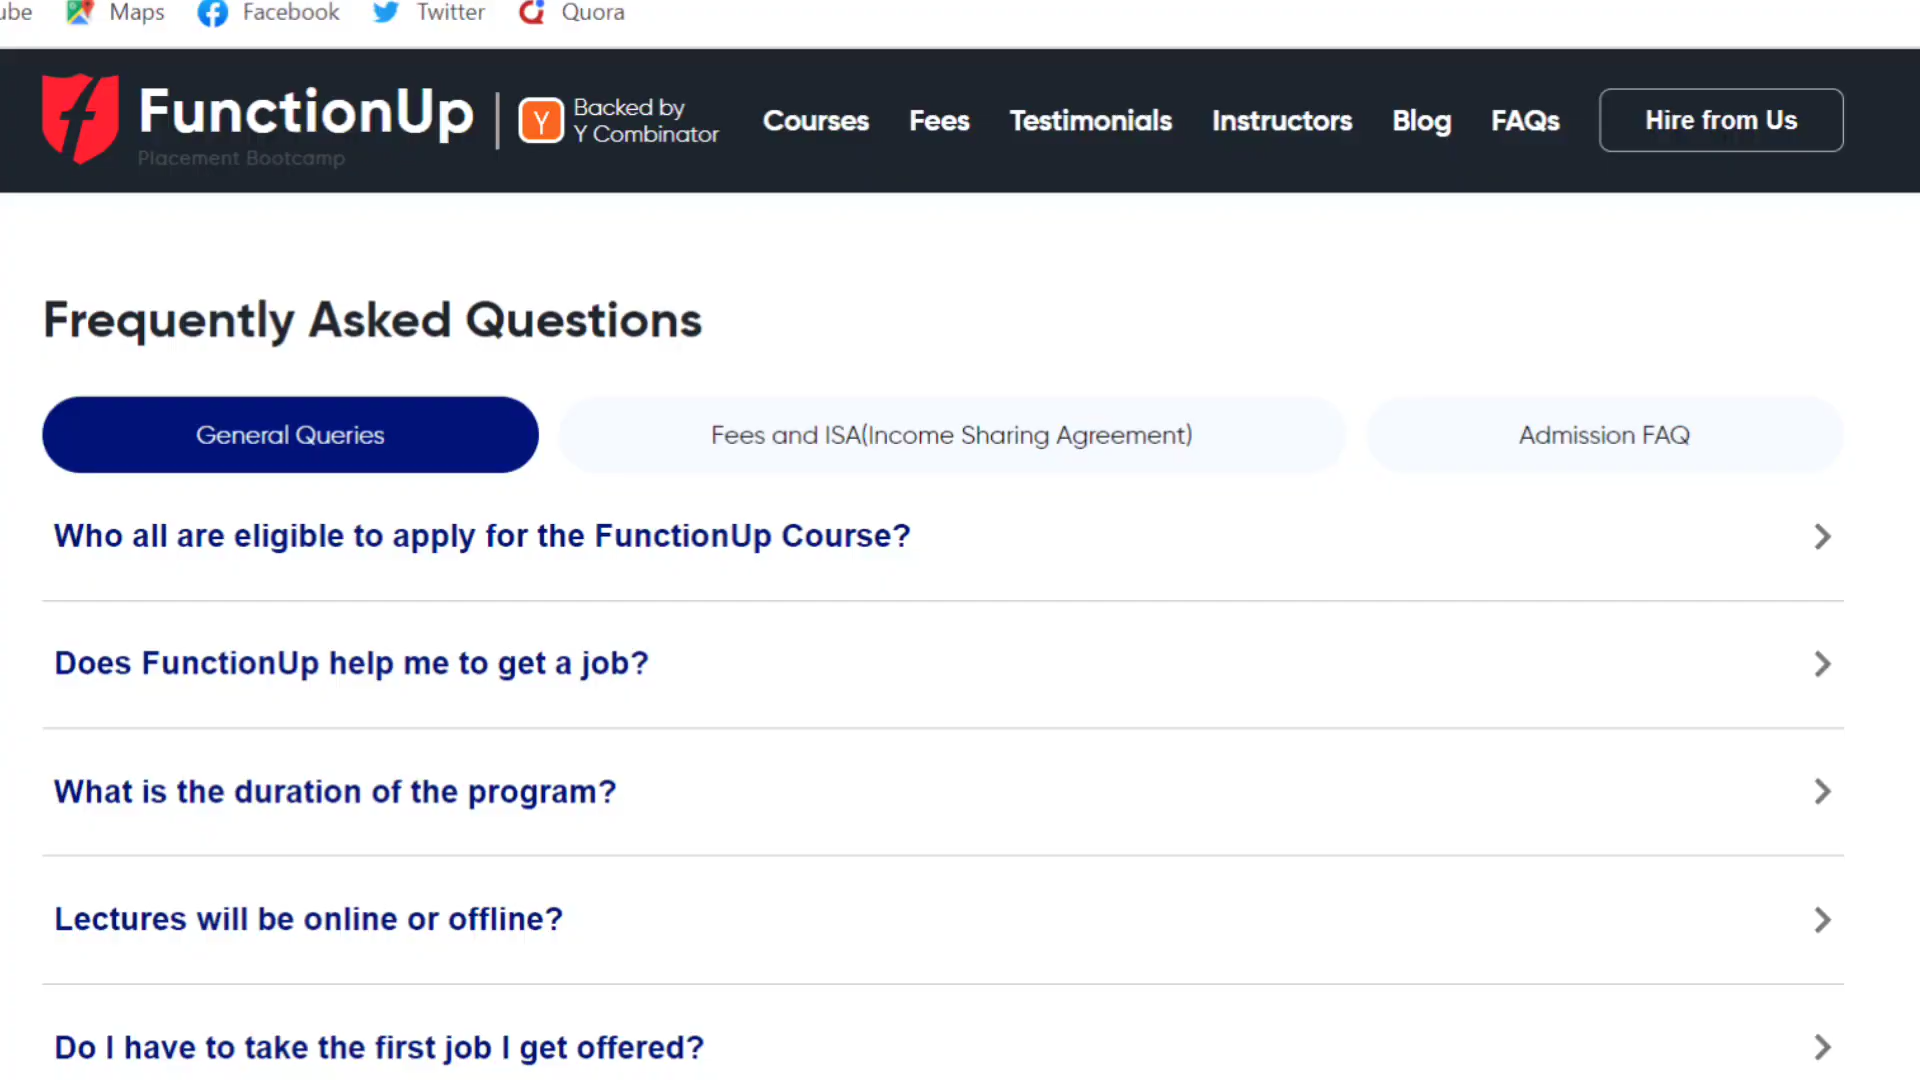 ube Maps Facebook Twitter Quora
FunctionUp
Placement Bootcamp
Y
Backed by
Y Combinator
Courses Fees Testimonials Instructors Blog FAQs Hire from Us
Frequently Asked Questions
General Queries Fees and ISA(Income Sharing Agreement) Admission FAQ
Who all are eligible to apply for the FunctionUp Course?
Does FunctionUp help me to get a job?
What is the duration of the program?
Lectures will be online or offline?
Do I have to take the first job I get offered?